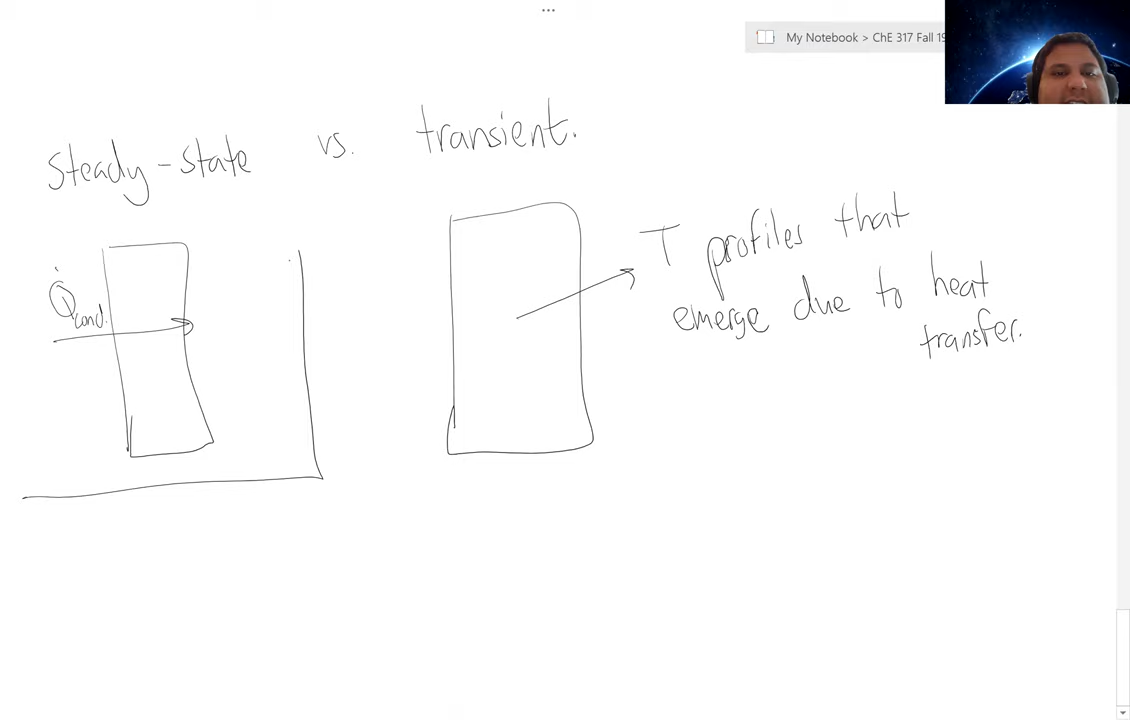 My Notebook > ChE 317 Fall 19
Steady-state vs. transient.
Q̇cond.
T profiles that
emerge due to heat
transfer.